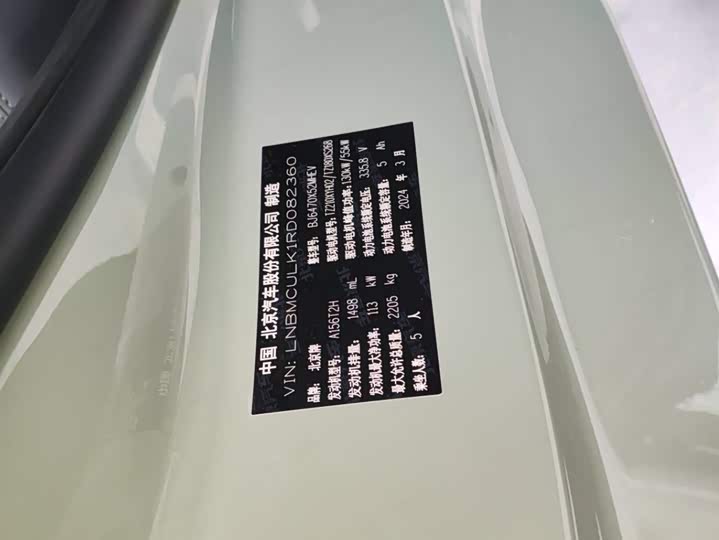 中国 北京汽车股份有限公司 制造
VIN: LNBMCULK1RD082360
品牌： 北京牌 整车型号： BJ6470X52MHEV
发动机型号： A156T2H 驱动电机型号：TZ210XYH02/TZ180XS268
发动机排量： 1498 mL 驱动电机峰值功率：130kW/55kW
发动机最大净功率： 113 kW 动力电池系统额定电压： 335.8 V
最大允许总质量： 2205 kg 动力电池系统额定容量： 5 Ah
乘坐人数： 5 人 制造年月： 2024 年 3 月